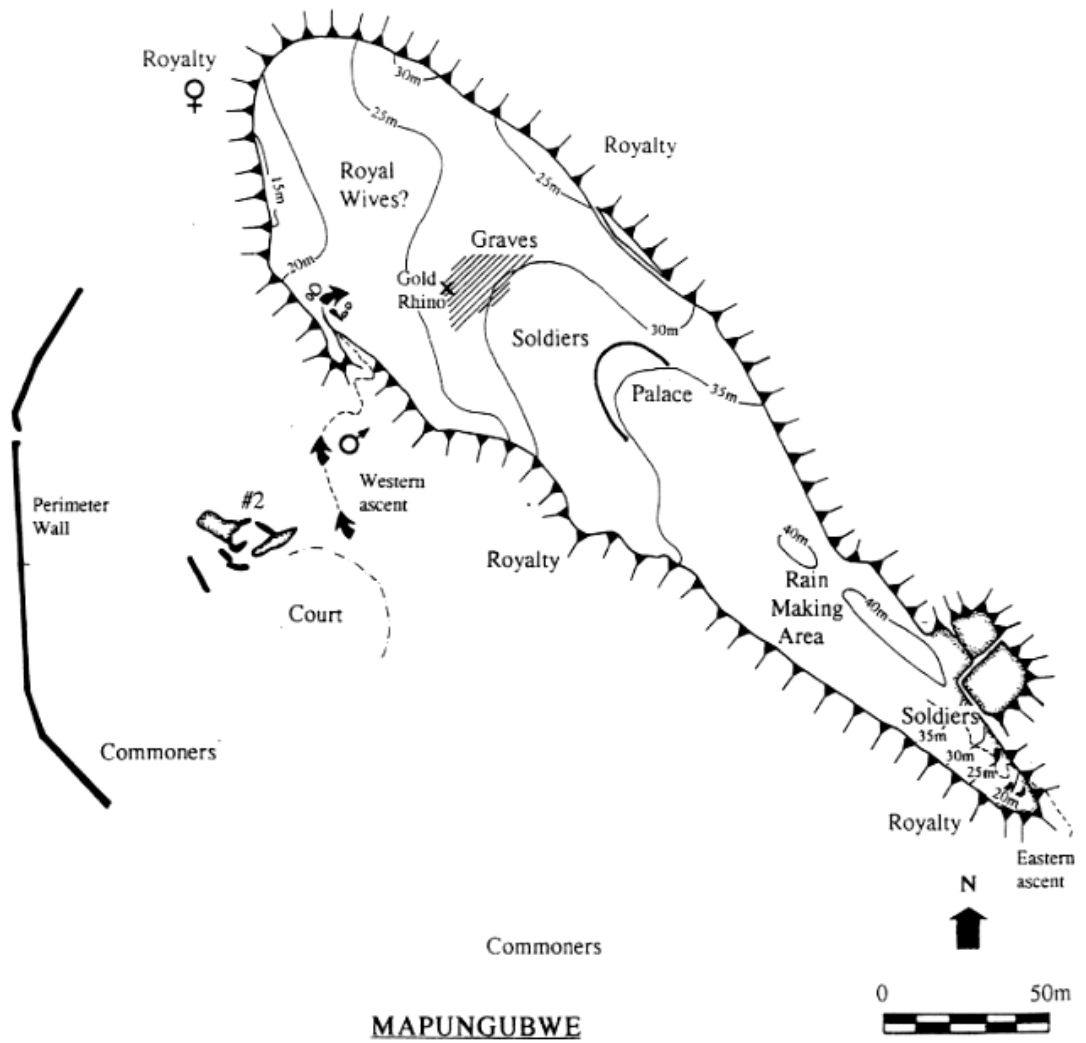 Royalty
♀
30m
25m
Royalty
25m
15m
Royal
Wives?
Graves
20m
Gold
Rhino
30m
Soldiers
35m
Palace
♂
Western
ascent
Perimeter
Wall
#2
Royalty
40m
Rain
Making
Area
40m
Court
Soldiers
35m
30m
25m
20m
Commoners
Royalty
Eastern
ascent
N
Commoners
0 50m
MAPUNGUBWE